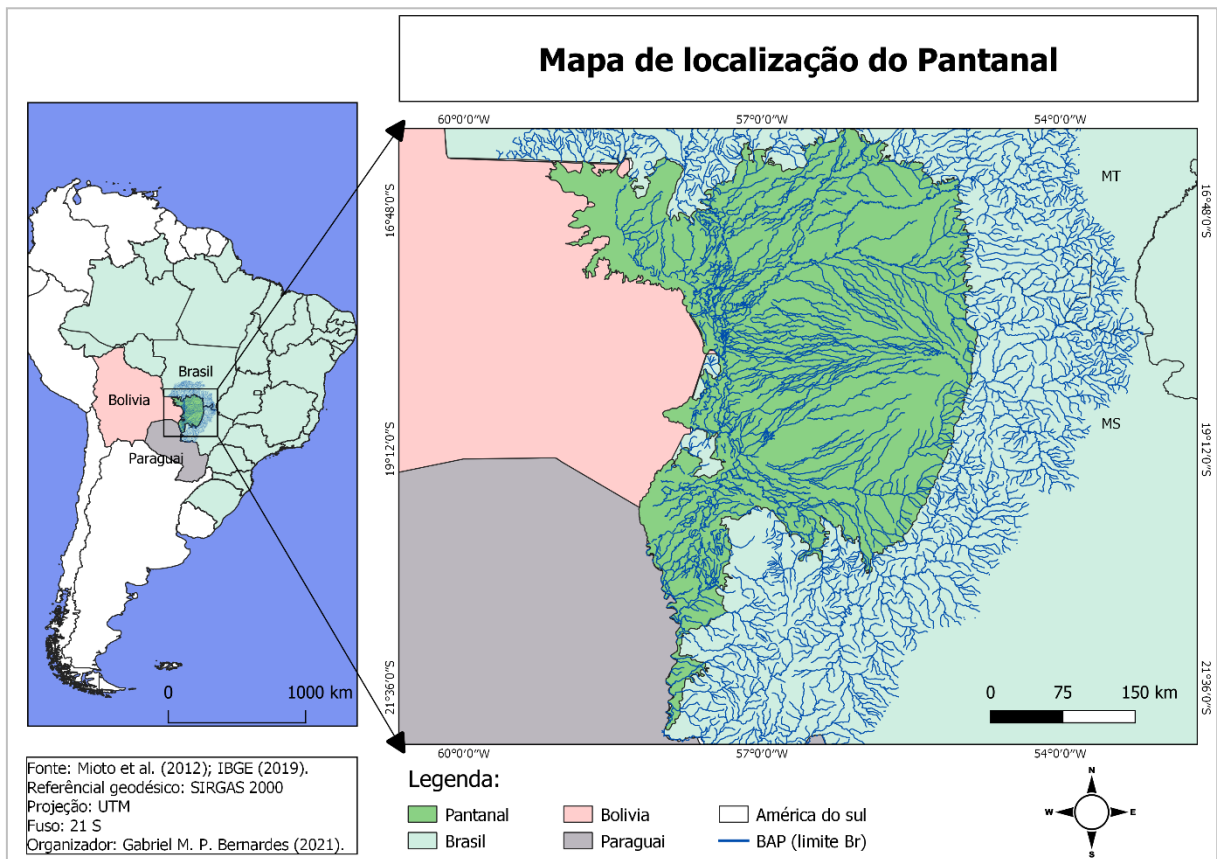 Mapa de localização do Pantanal
60°0'0"W
57°0'0"W
54°0'0"W
MT
16°48'0"S
16°48'0"S
Brasil
Bolivia
Paraguai
MS
19°12'0"S
19°12'0"S
21°36'0"S
21°36'0"S
0
1000 km
0
75
150 km
60°0'0"W
57°0'0"W
54°0'0"W
Fonte: Mioto et al. (2012); IBGE (2019).
Referêncial geodésico: SIRGAS 2000
Projeção: UTM
Fuso: 21 S
Organizador: Gabriel M. P. Bernardes (2021).
Legenda:
Pantanal
Brasil
Bolivia
Paraguai
América do sul
BAP (limite Br)
N
W
E
S